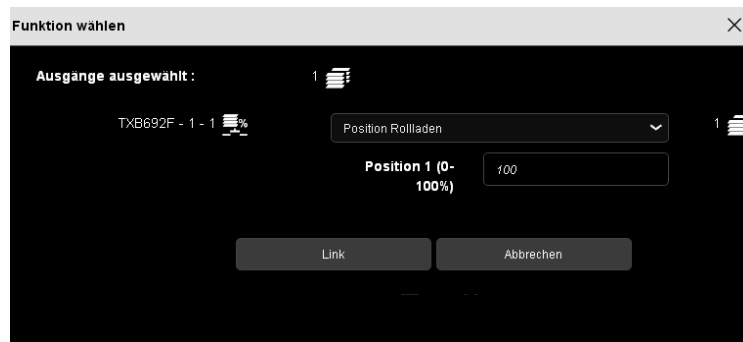 Funktion wählen
Ausgänge ausgewählt :
1
TXB692F - 1 - 1 %
Position Rollladen
1
Position 1 (0-
100%)
100
Link
Abbrechen